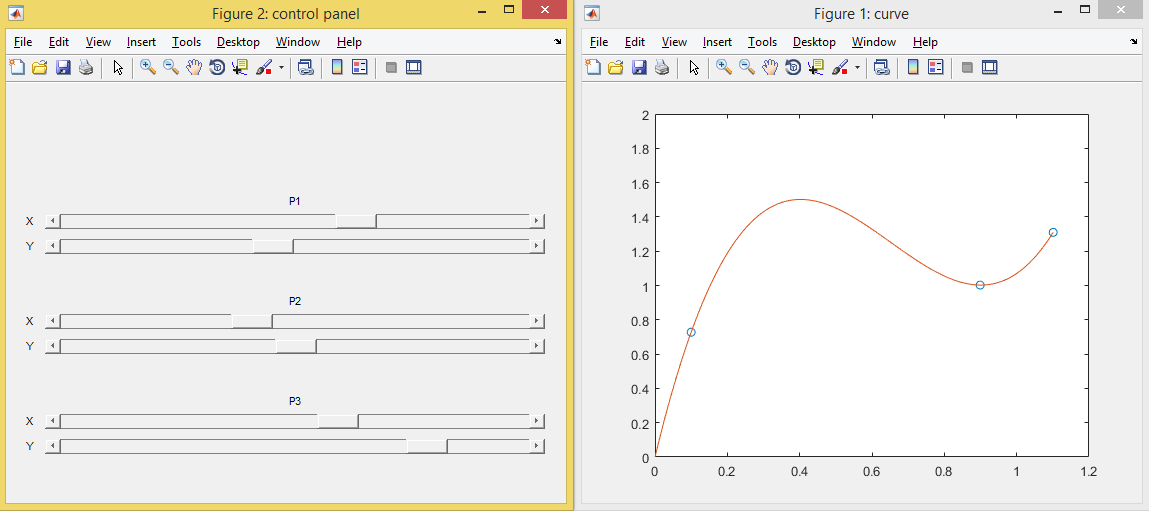 Figure 2: control panel
File Edit View Insert Tools Desktop Window Help
P1
X
Y
P2
X
Y
P3
X
Y
Figure 1: curve
File Edit View Insert Tools Desktop Window Help
2
1.8
1.6
1.4
1.2
1
0.8
0.6
0.4
0.2
0
0 0.2 0.4 0.6 0.8 1 1.2